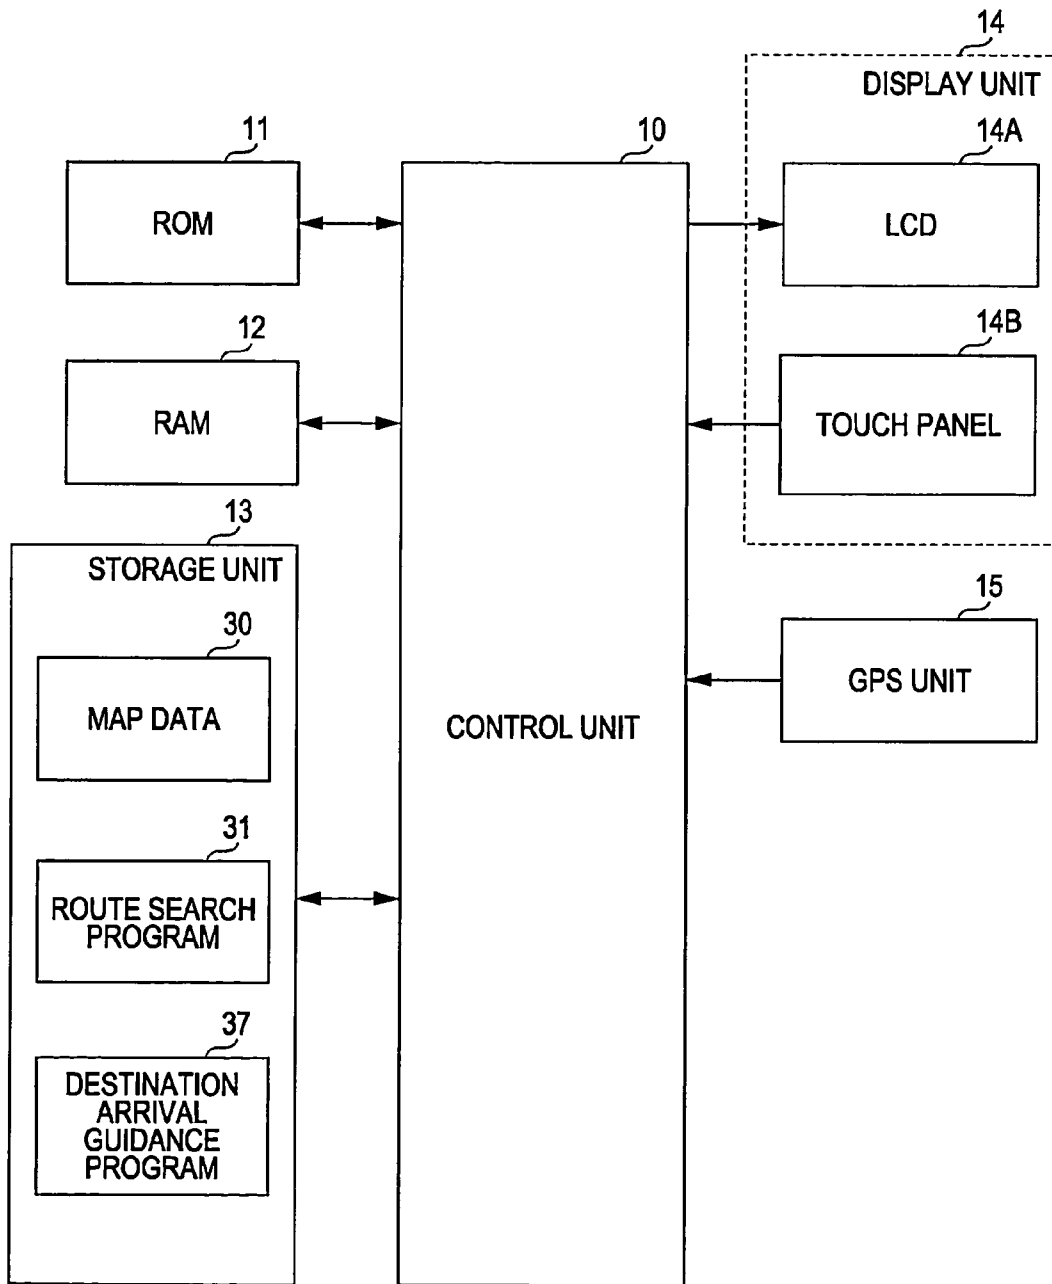 14
DISPLAY UNIT
11
10
14A
ROM
LCD
12
14B
RAM
TOUCH PANEL
13
STORAGE UNIT
15
30
GPS UNIT
MAP DATA
CONTROL UNIT
31
ROUTE SEARCH
PROGRAM
37
DESTINATION
ARRIVAL
GUIDANCE
PROGRAM